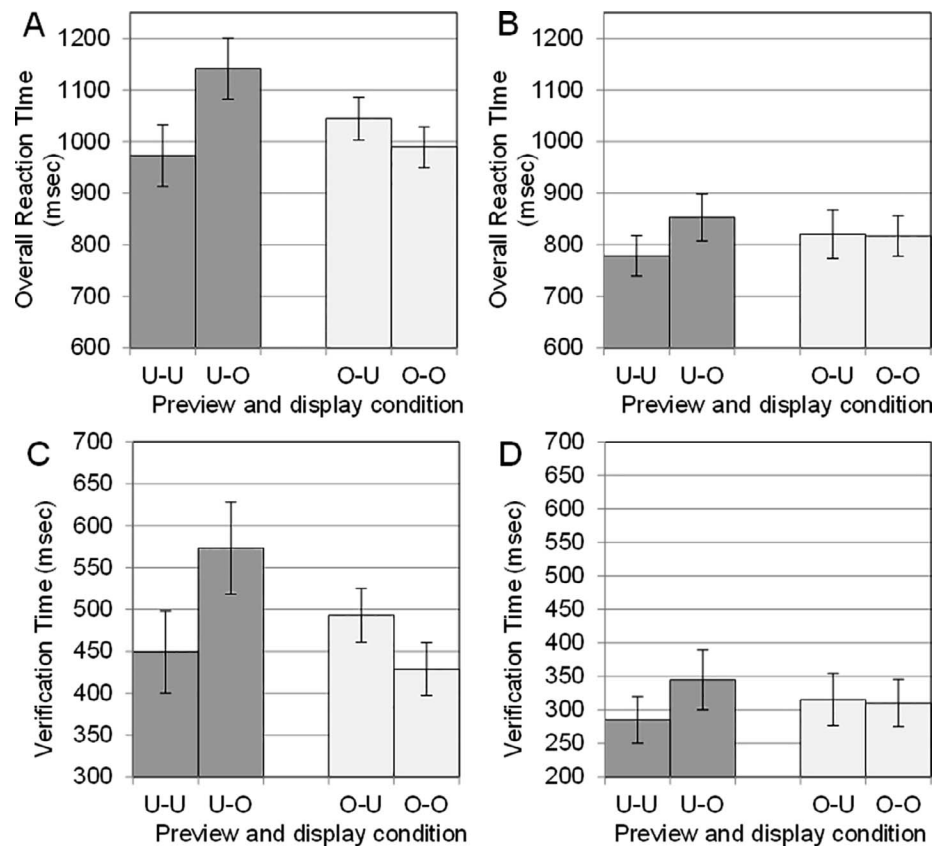 A
Overall Reaction TIme
(msec)
1200
1100
1000
900
800
700
600
U-U U-O O-U O-O
Preview and display condition
B
Overall Reaction TIme
(msec)
1200
1100
1000
900
800
700
600
U-U U-O O-U O-O
Preview and display condition
C
Verification Time (msec)
700
650
600
550
500
450
400
350
300
U-U U-O O-U O-O
Preview and display condition
D
Verification Time (msec)
700
650
600
550
500
450
400
350
300
250
200
U-U U-O O-U O-O
Preview and display condition